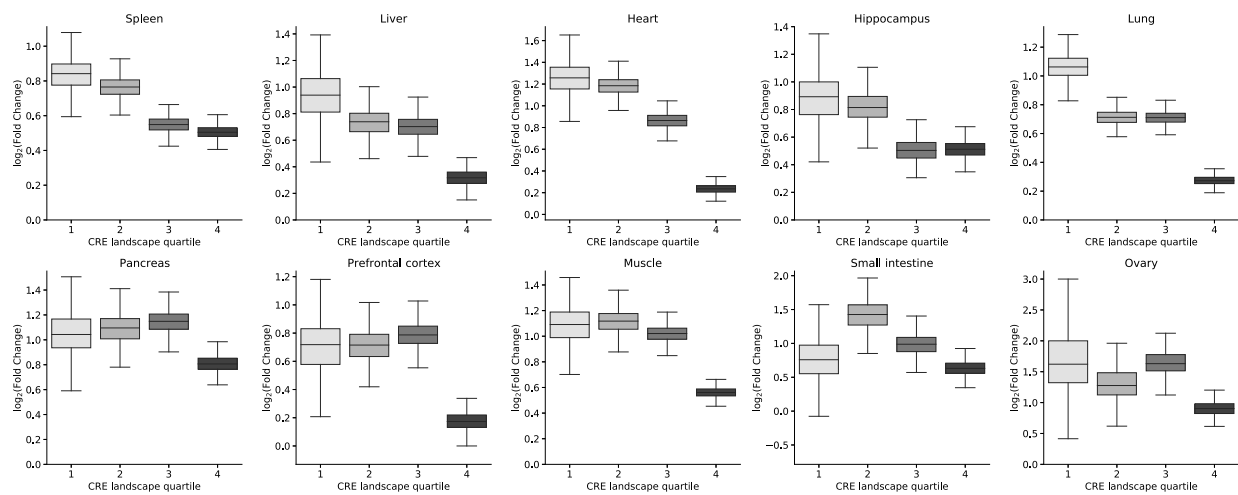 Spleen
log₂(Fold Change)
1.0
0.8
0.6
0.4
0.2
0.0
1 2 3 4
CRE landscape quartile
Liver
log₂(Fold Change)
1.4
1.2
1.0
0.8
0.6
0.4
0.2
0.0
1 2 3 4
CRE landscape quartile
Heart
log₂(Fold Change)
1.6
1.4
1.2
1.0
0.8
0.6
0.4
0.2
0.0
1 2 3 4
CRE landscape quartile
Hippocampus
log₂(Fold Change)
1.4
1.2
1.0
0.8
0.6
0.4
0.2
0.0
1 2 3 4
CRE landscape quartile
Lung
log₂(Fold Change)
1.2
1.0
0.8
0.6
0.4
0.2
0.0
1 2 3 4
CRE landscape quartile
Pancreas
log₂(Fold Change)
1.4
1.2
1.0
0.8
0.6
0.4
0.2
0.0
1 2 3 4
CRE landscape quartile
Prefrontal cortex
log₂(Fold Change)
1.2
1.0
0.8
0.6
0.4
0.2
0.0
1 2 3 4
CRE landscape quartile
Muscle
log₂(Fold Change)
1.4
1.2
1.0
0.8
0.6
0.4
0.2
0.0
1 2 3 4
CRE landscape quartile
Small intestine
log₂(Fold Change)
2.0
1.5
1.0
0.5
0.0
−0.5
1 2 3 4
CRE landscape quartile
Ovary
log₂(Fold Change)
3.0
2.5
2.0
1.5
1.0
0.5
0.0
1 2 3 4
CRE landscape quartile